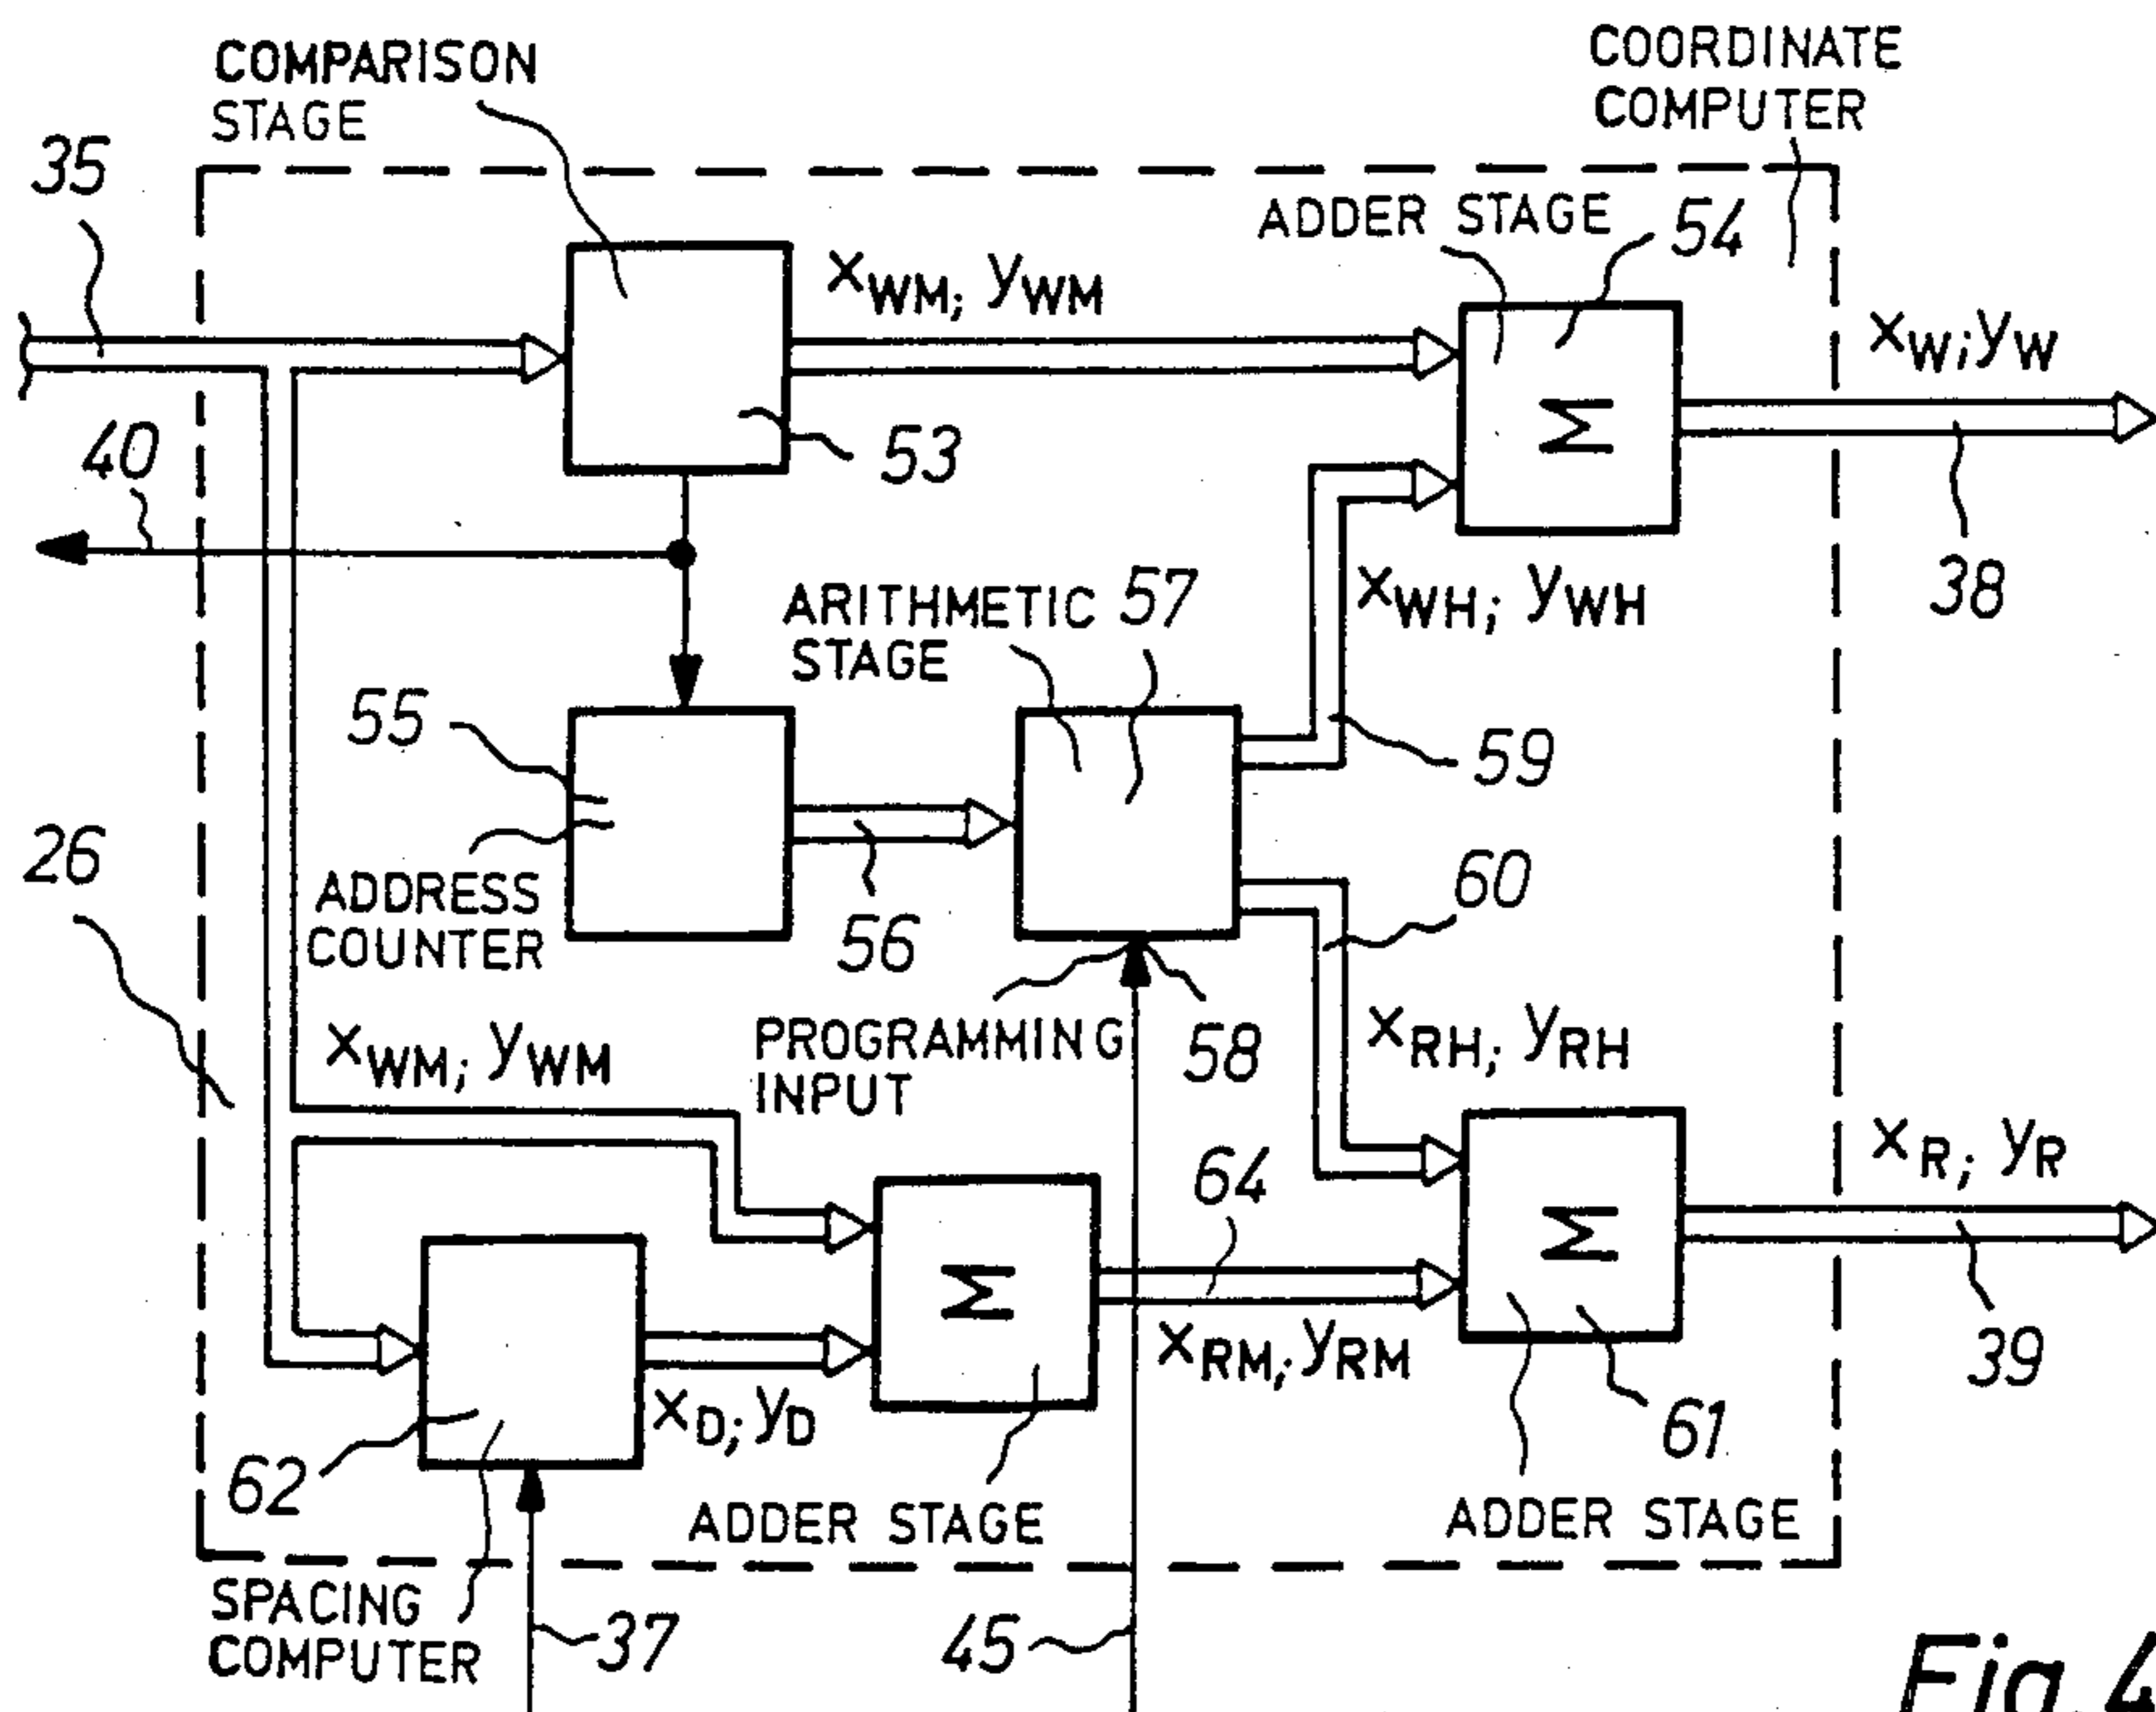 COMPARISON
STAGE
COORDINATE
COMPUTER
35
ADDER STAGE
54
xWM; yWM
xW; yW
40
53
38
ARITHMETIC
STAGE
57
xWH; yWH
55
59
26
ADDRESS
COUNTER
56
60
xWM; yWM
PROGRAMMING
INPUT
58
xRH; yRH
64
xR; yR
Σ
Σ
Σ
xRM; yRM
39
xD; yD
61
62
ADDER STAGE
ADDER STAGE
SPACING
COMPUTER
37
45
Fig. 4